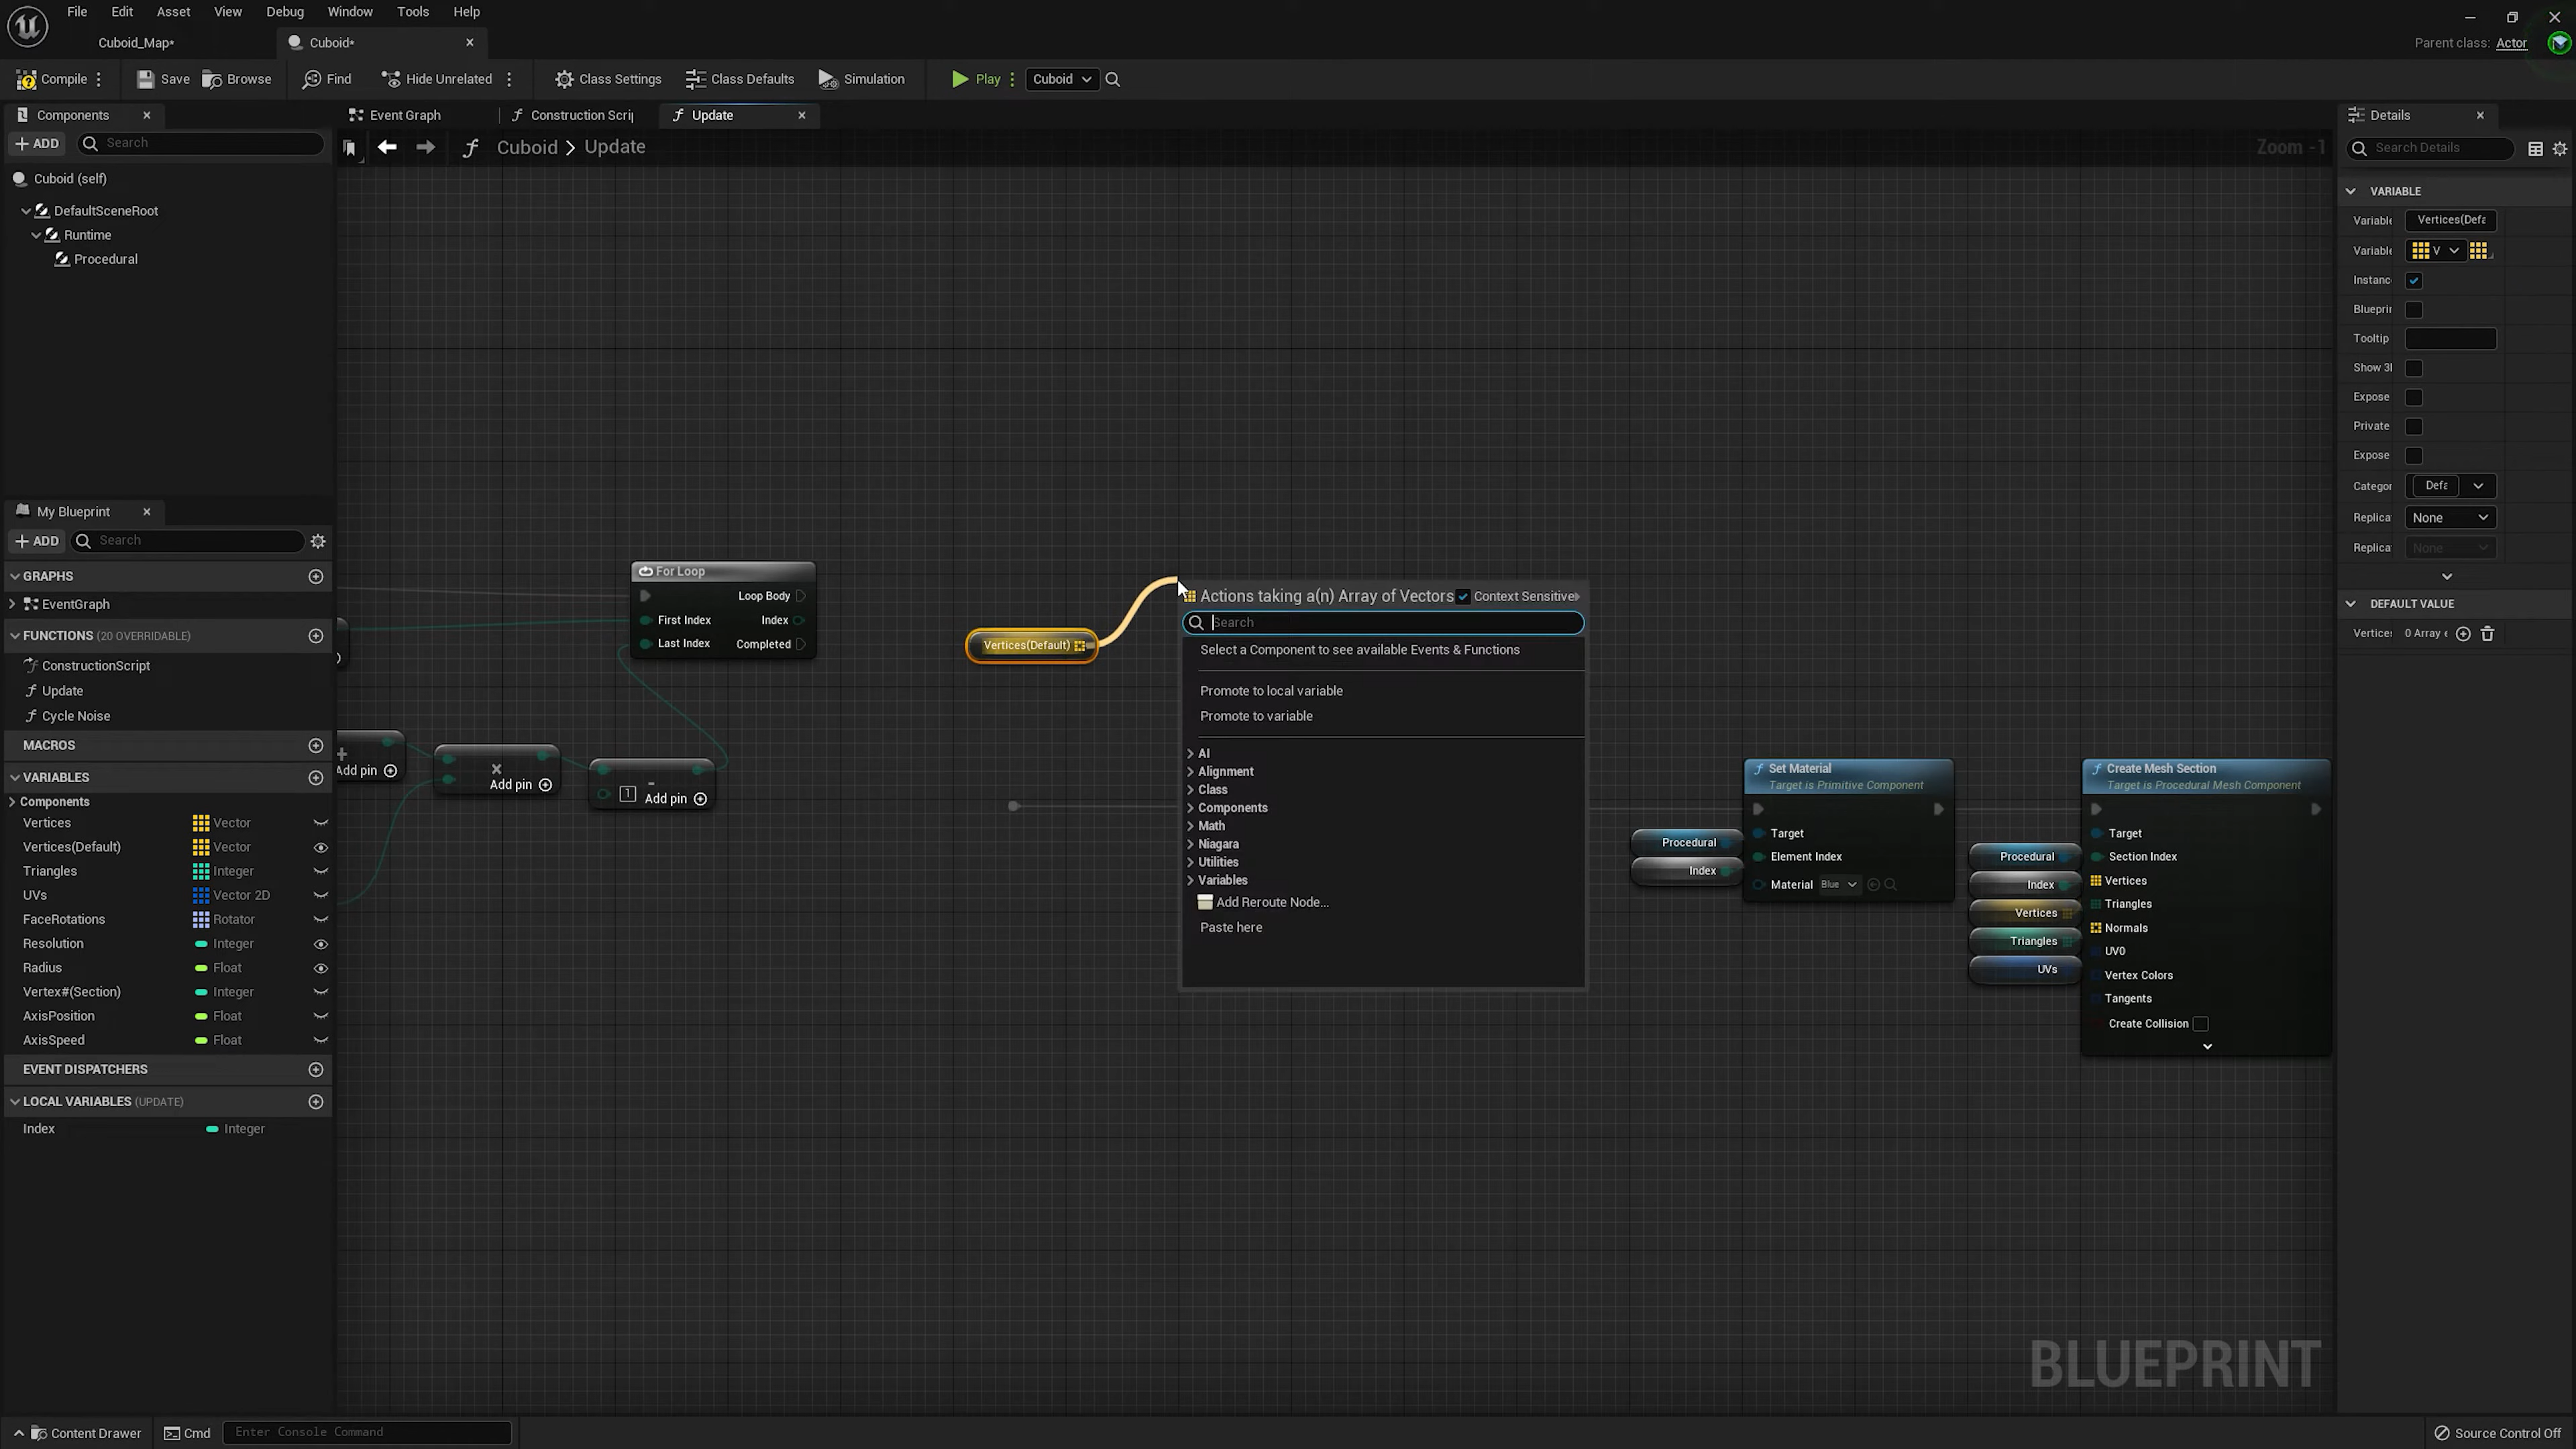 File Edit Asset View Debug Window Tools Help
Cuboid_Map*
Cuboid*
Parent class: Actor
Compile
Save
Browse
Find
Hide Unrelated
Class Settings
Class Defaults
Simulation
Play
Cuboid
Components
ADD
Search
Cuboid (self)
DefaultSceneRoot
Runtime
Procedural
Event Graph
Construction Scrip
Update
Cuboid > Update
Zoom -1
My Blueprint
ADD
Search
GRAPHS
EventGraph
FUNCTIONS (20 OVERRIDABLE)
ConstructionScript
Update
Cycle Noise
MACROS
VARIABLES
Components
Vertices Vector
Vertices(Default) Vector
Triangles Integer
UVs Vector 2D
FaceRotations Rotator
Resolution Integer
Radius Float
Vertex#(Section) Integer
AxisPosition Float
AxisSpeed Float
EVENT DISPATCHERS
LOCAL VARIABLES (UPDATE)
Index Integer
For Loop
Loop Body
First Index Index
Last Index Completed
+
Add pin
x
Add pin
-
1 Add pin
Vertices(Default)
Actions taking a(n) Array of Vectors Context Sensitive
Search
Select a Component to see available Events & Functions
Promote to local variable
Promote to variable
AI
Alignment
Class
Components
Math
Niagara
Utilities
Variables
Add Reroute Node...
Paste here
Set Material
Target is Primitive Component
Procedural Target
Index Element Index
Material Blue
Create Mesh Section
Target is Procedural Mesh Component
Target
Procedural Section Index
Index Vertices
Vertices Triangles
Triangles Normals
UVs UV0
Vertex Colors
Tangents
Create Collision
Details
Search Details
VARIABLE
Variable Vertices(Defa
Variable V
Instanc
Blueprin
Tooltip
Show 3
Expose
Private
Expose
Categor Defa
Replica None
Replica None
DEFAULT VALUE
Vertices 0 Array e
BLUEPRINT
Content Drawer
Cmd
Enter Console Command
Source Control Off